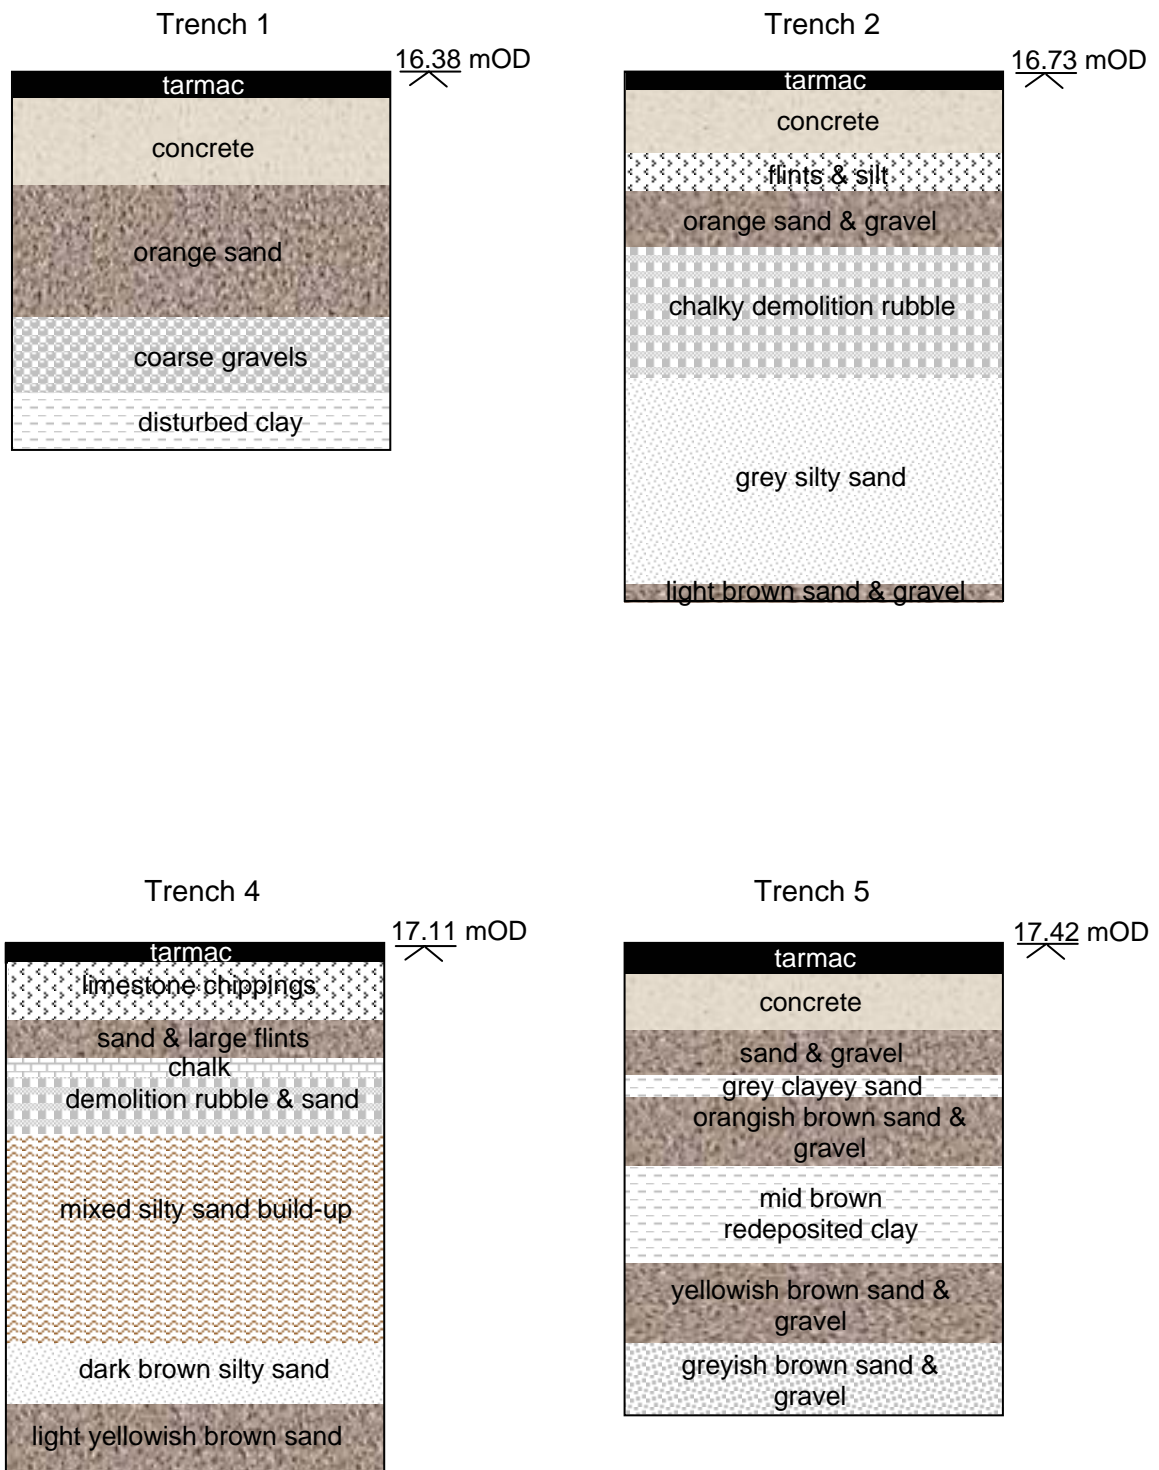 Trench 1
16.38 mOD
tarmac
concrete
orange sand
coarse gravels
disturbed clay
Trench 2
16.73 mOD
tarmac
concrete
flints & silt
orange sand & gravel
chalky demolition rubble
grey silty sand
light brown sand & gravel
Trench 4
17.11 mOD
tarmac
limestone chippings
sand & large flints
chalk
demolition rubble & sand
mixed silty sand build-up
dark brown silty sand
light yellowish brown sand
Trench 5
17.42 mOD
tarmac
concrete
sand & gravel
grey clayey sand
orangish brown sand &
gravel
mid brown
redeposited clay
yellowish brown sand &
gravel
greyish brown sand &
gravel